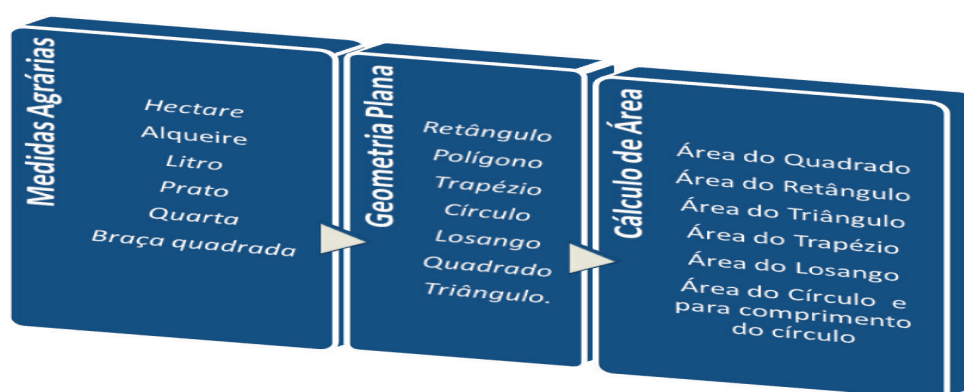 Medidas Agrárias
Hectare
Alqueire
Litro
Prato
Quarta
Braça quadrada
Geometria Plana
Retângulo
Polígono
Trapézio
Círculo
Losango
Quadrado
Triângulo.
Cálculo de Área
Área do Quadrado
Área do Retângulo
Área do Triângulo
Área do Trapézio
Área do Losango
Área do Círculo e
para comprimento
do círculo